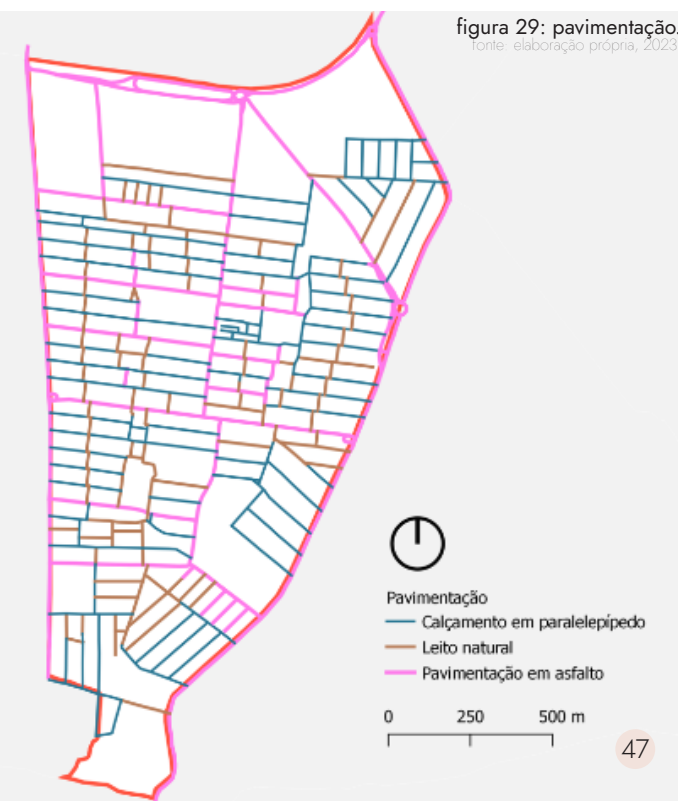 figura 29: pavimentação.
fonte: elaboração própria, 2023
Pavimentação
Calçamento em paralelepípedo
Leito natural
Pavimentação em asfalto
0 250 500 m
47